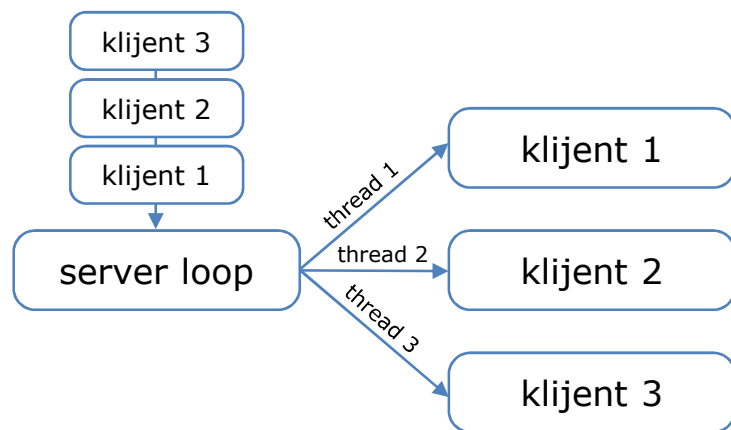 klijent 3
klijent 2
klijent 1
server loop
thread 1
thread 2
thread 3
klijent 1
klijent 2
klijent 3